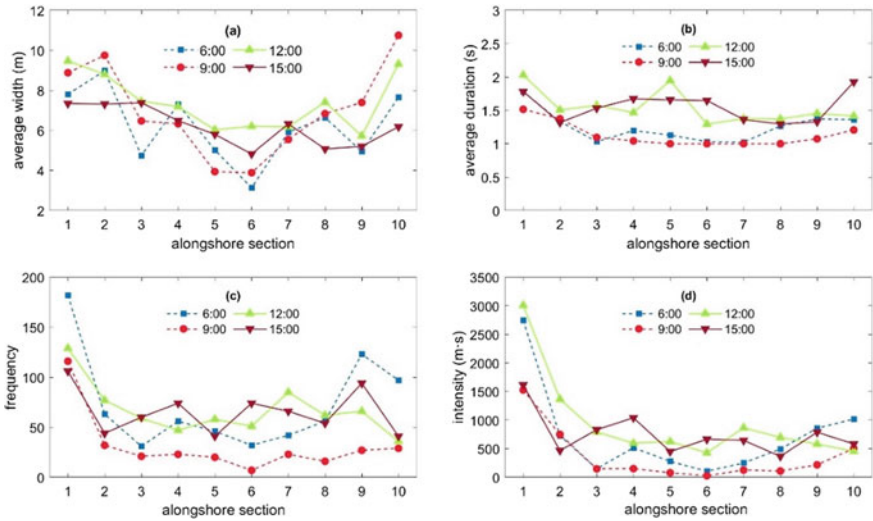 (a)
6:00 12:00
9:00 15:00
average width (m)
12
10
8
6
4
2
1 2 3 4 5 6 7 8 9 10
alongshore section
(b)
6:00 12:00
9:00 15:00
average duration (s)
3
2.5
2
1.5
1
0.5
0
1 2 3 4 5 6 7 8 9 10
alongshore section
(c)
6:00 12:00
9:00 15:00
frequency
200
150
100
50
0
1 2 3 4 5 6 7 8 9 10
alongshore section
(d)
6:00 12:00
9:00 15:00
intensity (m·s)
3500
3000
2500
2000
1500
1000
500
0
1 2 3 4 5 6 7 8 9 10
alongshore section